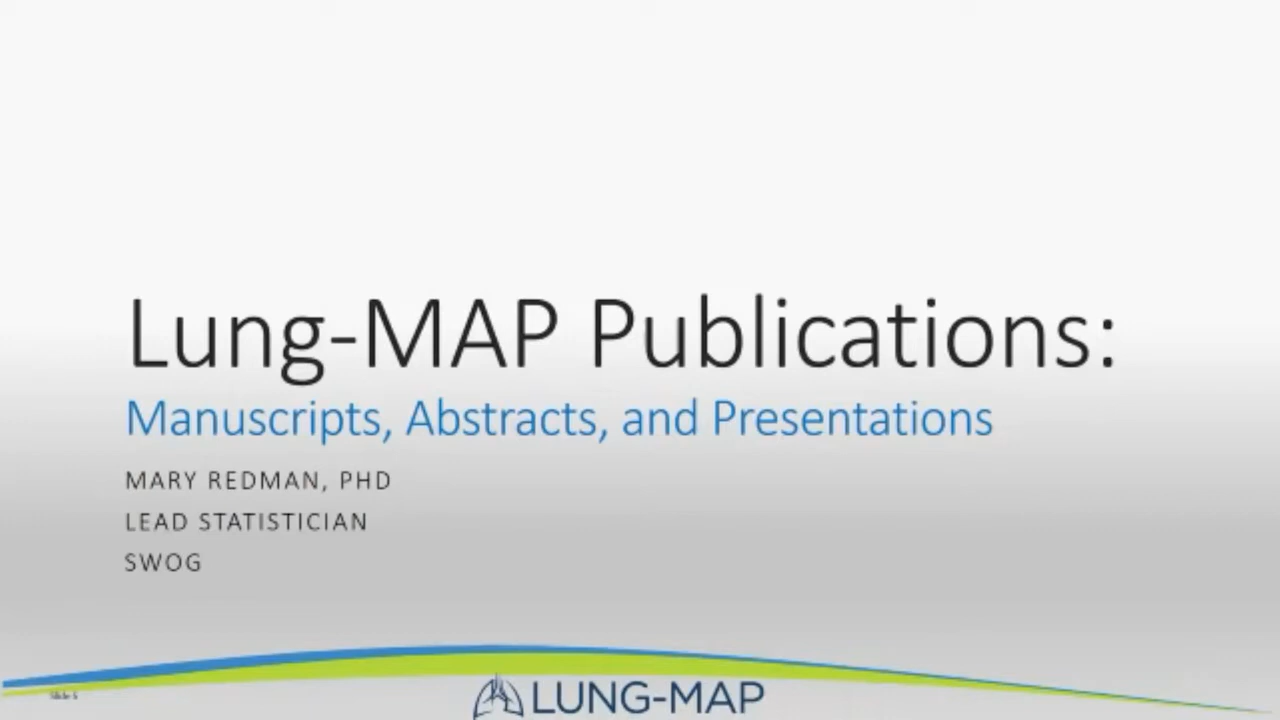 Lung-MAP Publications:
Manuscripts, Abstracts, and Presentations
MARY REDMAN, PHD
LEAD STATISTICIAN
SWOG
LUNG-MAP